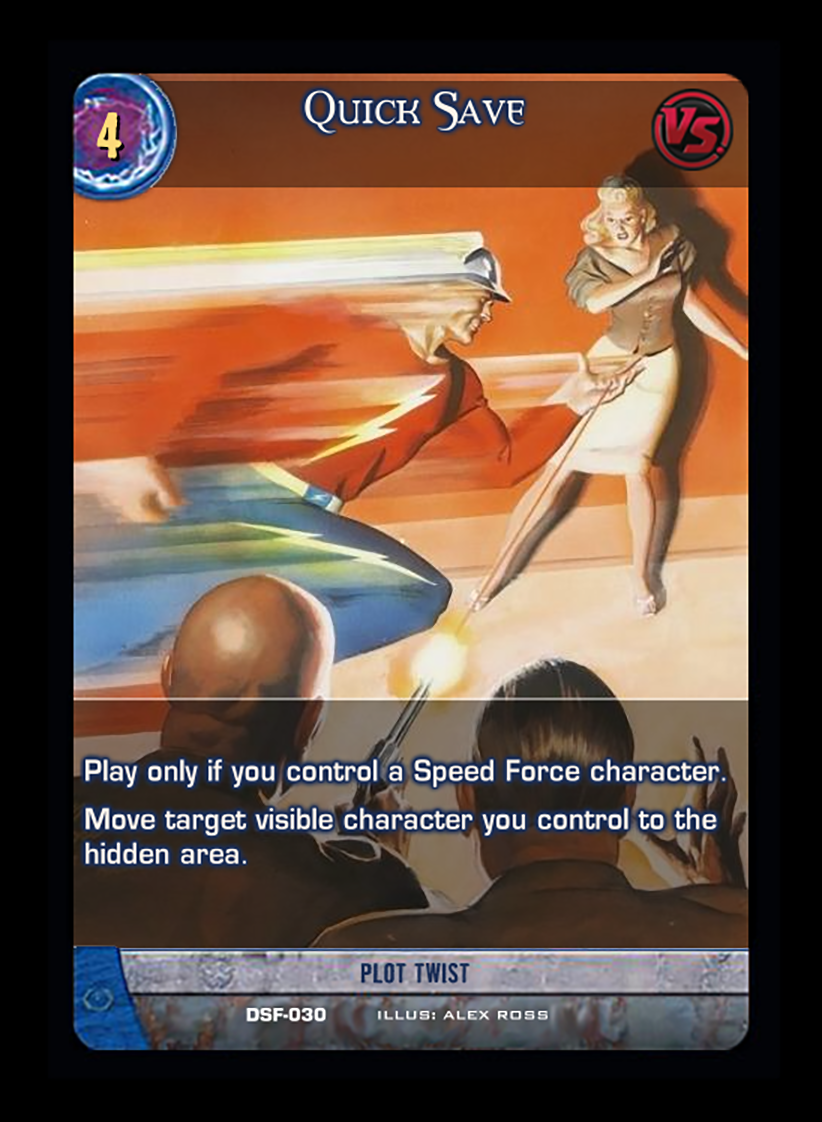 4
Quick Save
VS.
Play only if you control a Speed Force character.
Move target visible character you control to the
hidden area.
PLOT TWIST
DSF-030 ILLUS: ALEX ROSS